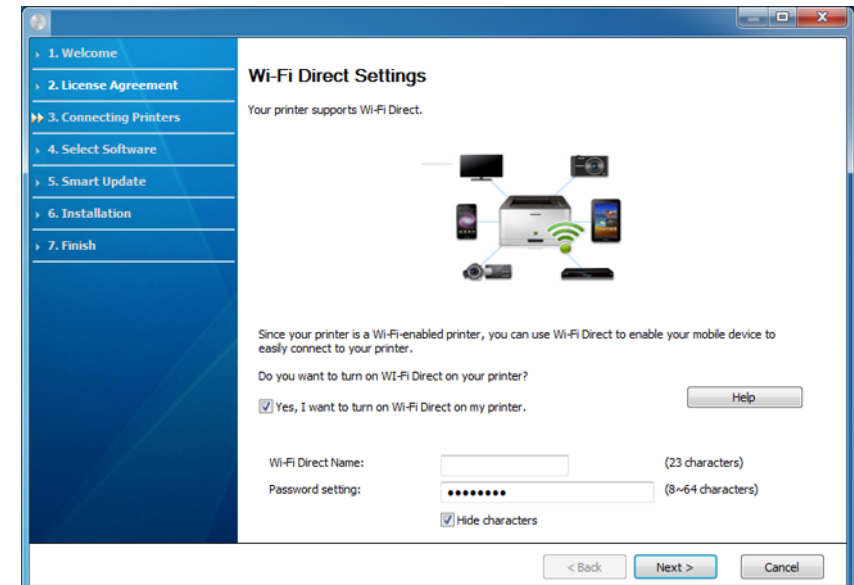 1. Welcome
2. License Agreement
3. Connecting Printers
4. Select Software
5. Smart Update
6. Installation
7. Finish
Wi-Fi Direct Settings
Your printer supports Wi-Fi Direct.
Since your printer is a Wi-Fi-enabled printer, you can use Wi-Fi Direct to enable your mobile device to
easily connect to your printer.
Do you want to turn on WI-Fi Direct on your printer?
Yes, I want to turn on Wi-Fi Direct on my printer.
Help
Wi-Fi Direct Name: (23 characters)
Password setting: ●●●●●●●● (8~64 characters)
Hide characters
< Back Next > Cancel